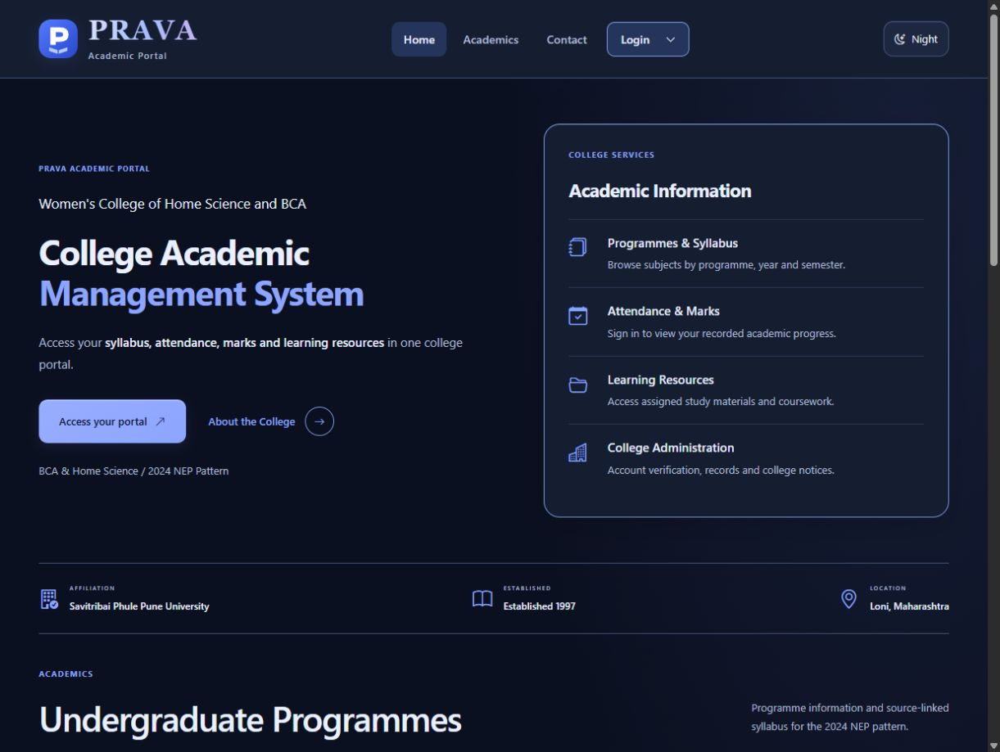 PRAVA
Academic Portal
Home
Academics
Contact
Login
Night
PRAVA ACADEMIC PORTAL
Women's College of Home Science and BCA
College Academic
Management System
Access your syllabus, attendance, marks and learning resources in one college
portal.
Access your portal
About the College
BCA & Home Science / 2024 NEP Pattern
COLLEGE SERVICES
Academic Information
Programmes & Syllabus
Browse subjects by programme, year and semester.
Attendance & Marks
Sign in to view your recorded academic progress.
Learning Resources
Access assigned study materials and coursework.
College Administration
Account verification, records and college notices.
AFFILIATION
Savitribai Phule Pune University
ESTABLISHED
Established 1997
LOCATION
Loni, Maharashtra
ACADEMICS
Undergraduate Programmes
Programme information and source-linked
syllabus for the 2024 NEP pattern.